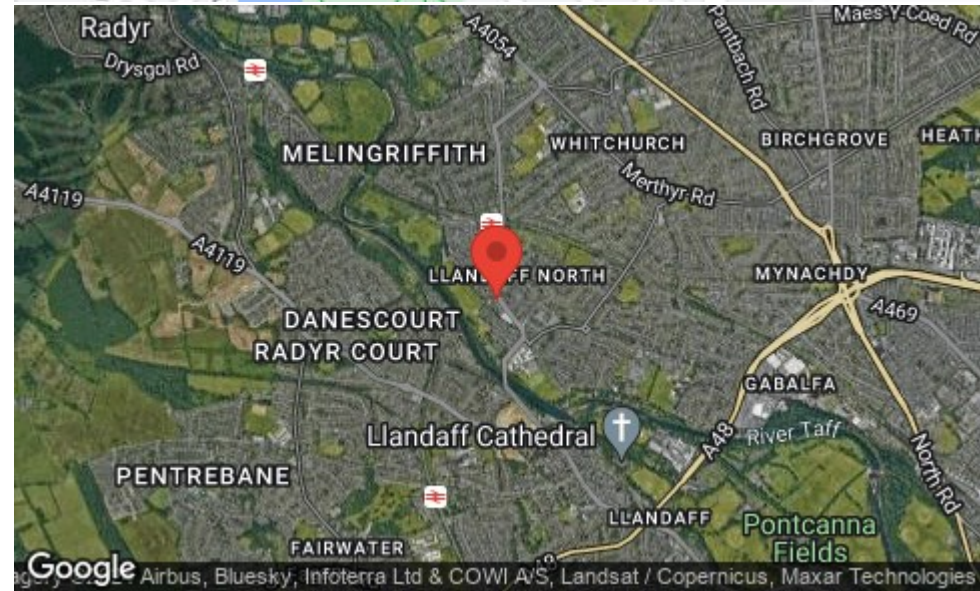 Radyr
Drysgol Rd
A4054
Pantbach Rd
Maes-Y-Coed Rd
MELINGRIFFITH
WHITCHURCH
BIRCHGROVE
Merthyr Rd
A4119
A4119
NORTH
MYNACHDY
A469
DANESCOURT
RADYR COURT
GABALFA
Llandaff Cathedral
River Taff
A48
North Rd
PENTREBANE
LLANDAFF
Pontcanna
Fields
FAIRWATER
Google
Airbus, Bluesky, Infoterra Ltd & COWI A/S, Landsat / Copernicus, Maxar Technologies